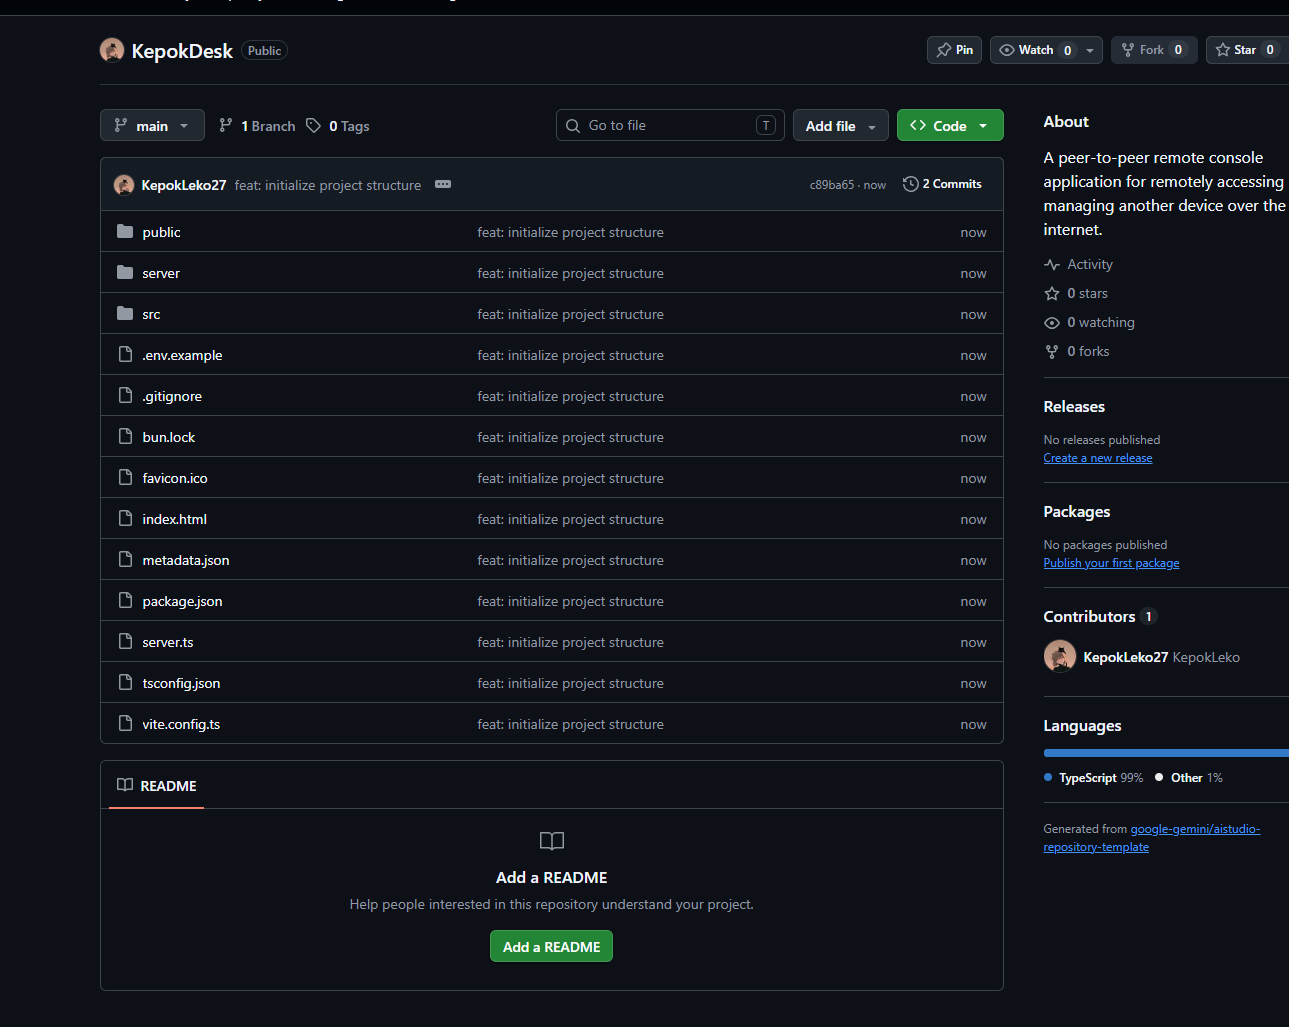 KepokDesk Public
Pin Watch 0 Fork 0 Star 0
main 1 Branch 0 Tags Go to file T Add file Code
KepokLeko27 feat: initialize project structure c89ba65 · now 2 Commits
public feat: initialize project structure now
server feat: initialize project structure now
src feat: initialize project structure now
.env.example feat: initialize project structure now
.gitignore feat: initialize project structure now
bun.lock feat: initialize project structure now
favicon.ico feat: initialize project structure now
index.html feat: initialize project structure now
metadata.json feat: initialize project structure now
package.json feat: initialize project structure now
server.ts feat: initialize project structure now
tsconfig.json feat: initialize project structure now
vite.config.ts feat: initialize project structure now
README
Add a README
Help people interested in this repository understand your project.
Add a README
About
A peer-to-peer remote console
application for remotely accessing
managing another device over the
internet.
Activity
0 stars
0 watching
0 forks
Releases
No releases published
Create a new release
Packages
No packages published
Publish your first package
Contributors 1
KepokLeko27 KepokLeko
Languages
TypeScript 99% Other 1%
Generated from google-gemini/aistudio-
repository-template